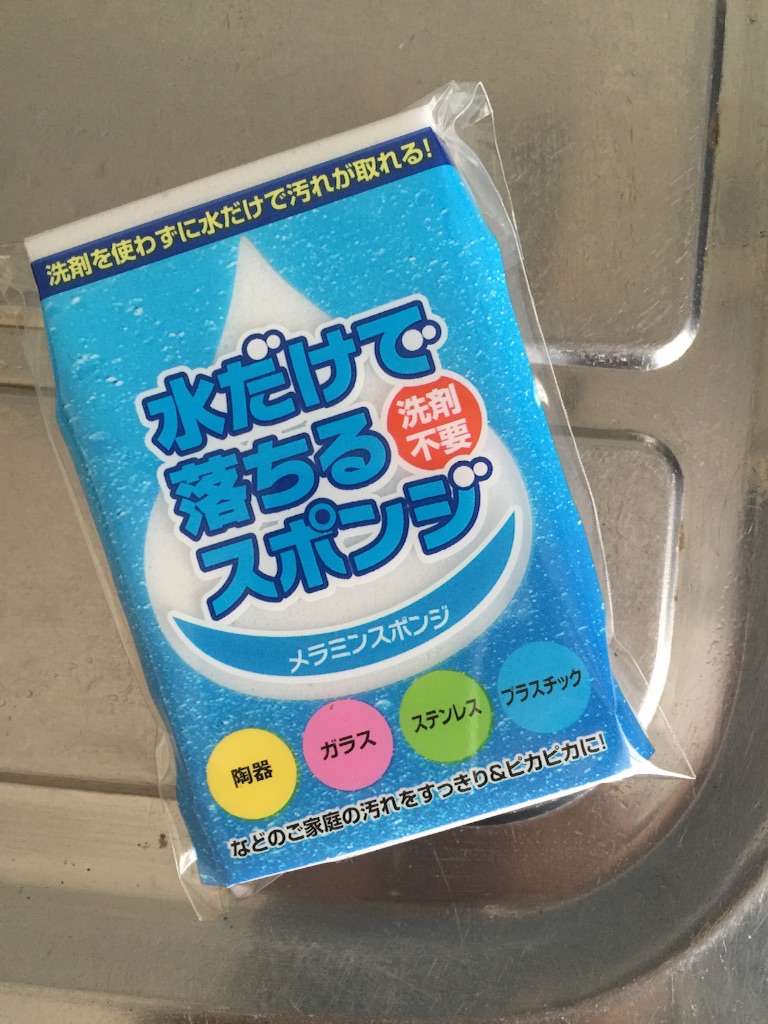 洗剤を使わずに水だけで汚れが取れる!
水だけで
落ちる
スポンジ
洗剤
不要
メラミンスポンジ
陶器
ガラス
ステンレス
プラスチック
などのご家庭の汚れをすっきり&ピカピカに!